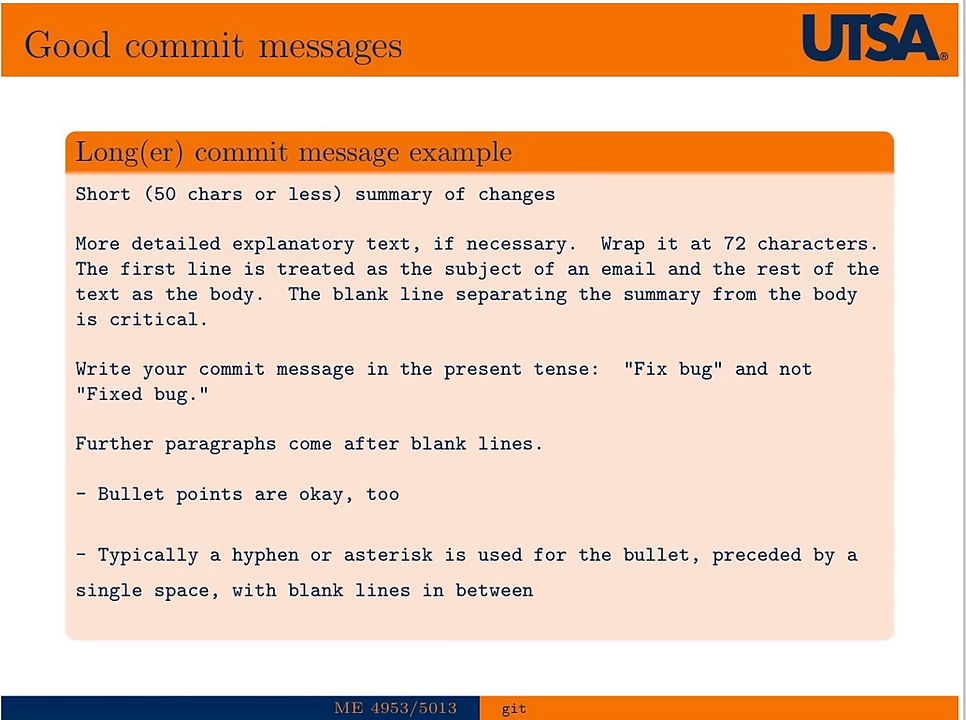 Good commit messages
UTSA®
Long(er) commit message example
Short (50 chars or less) summary of changes
More detailed explanatory text, if necessary. Wrap it at 72 characters.
The first line is treated as the subject of an email and the rest of the
text as the body. The blank line separating the summary from the body
is critical.
Write your commit message in the present tense: "Fix bug" and not
"Fixed bug."
Further paragraphs come after blank lines.
- Bullet points are okay, too
- Typically a hyphen or asterisk is used for the bullet, preceded by a
single space, with blank lines in between
ME 4953/5013 git